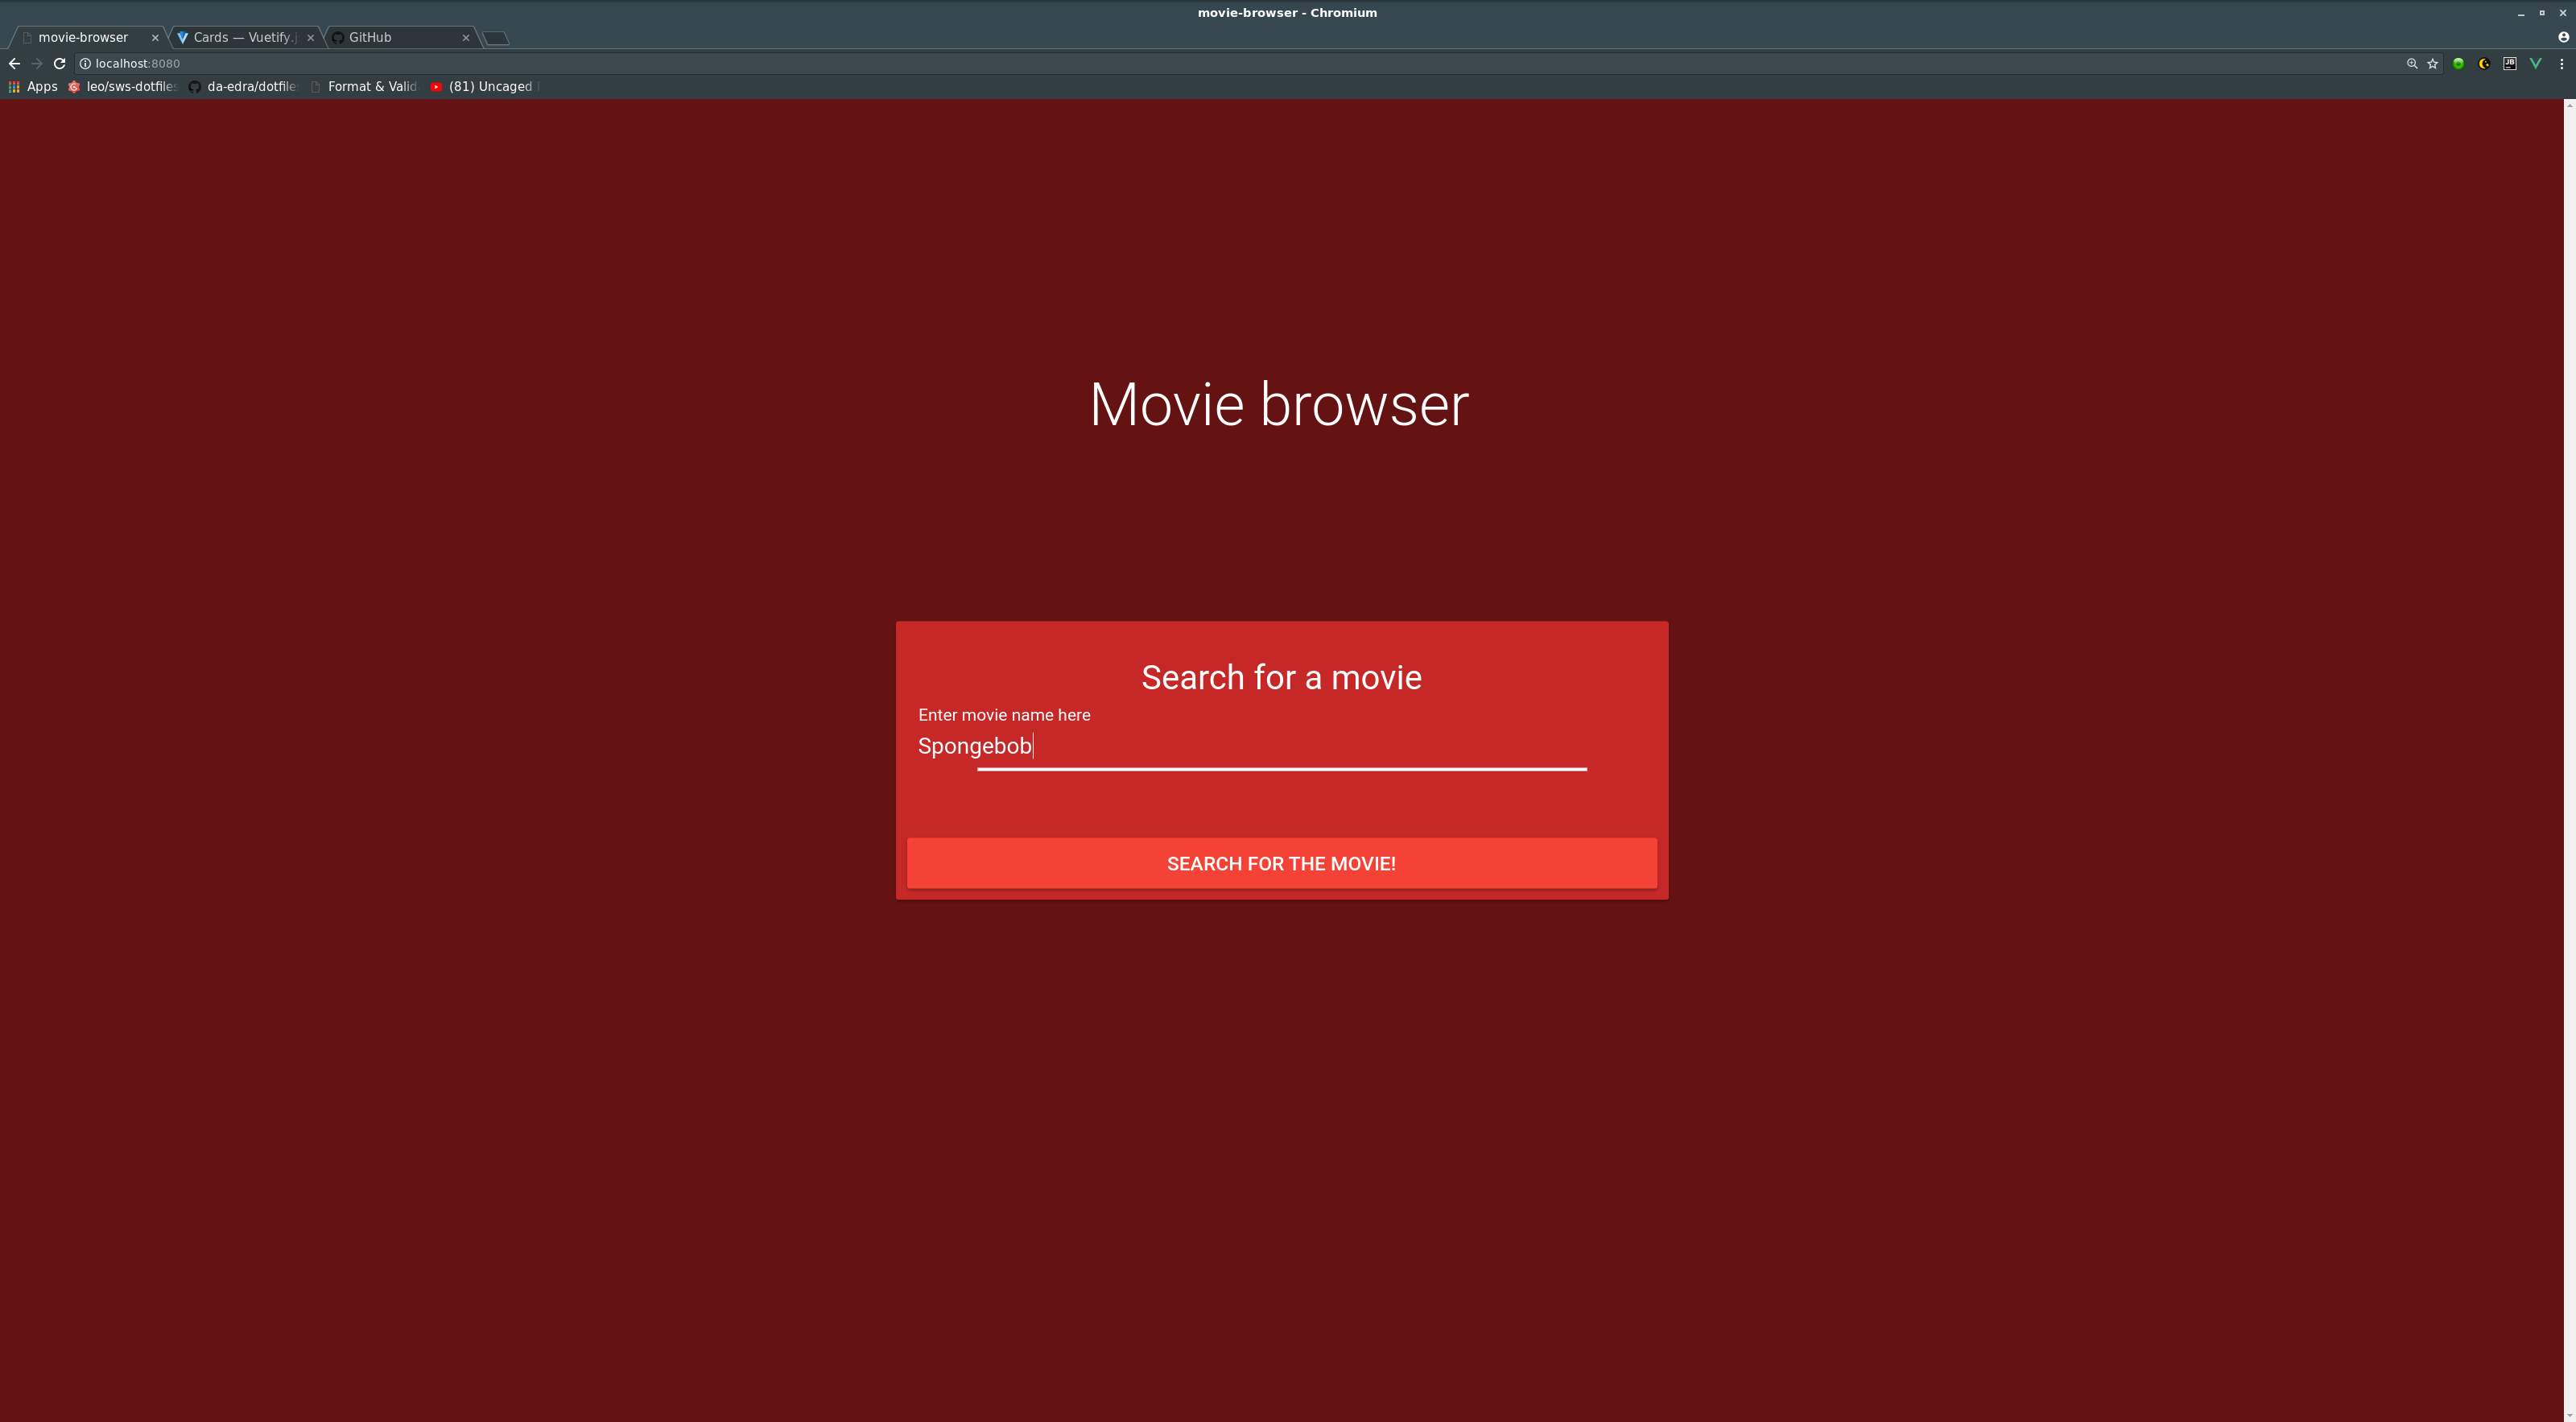 movie-browser - Chromium
movie-browser
Cards — Vuetify.j
GitHub
localhost:8080
Apps
leo/sws-dotfiles
da-edra/dotfile
Format & Valid
(81) Uncaged
JB
Movie browser
Search for a movie
Enter movie name here
Spongebob
SEARCH FOR THE MOVIE!